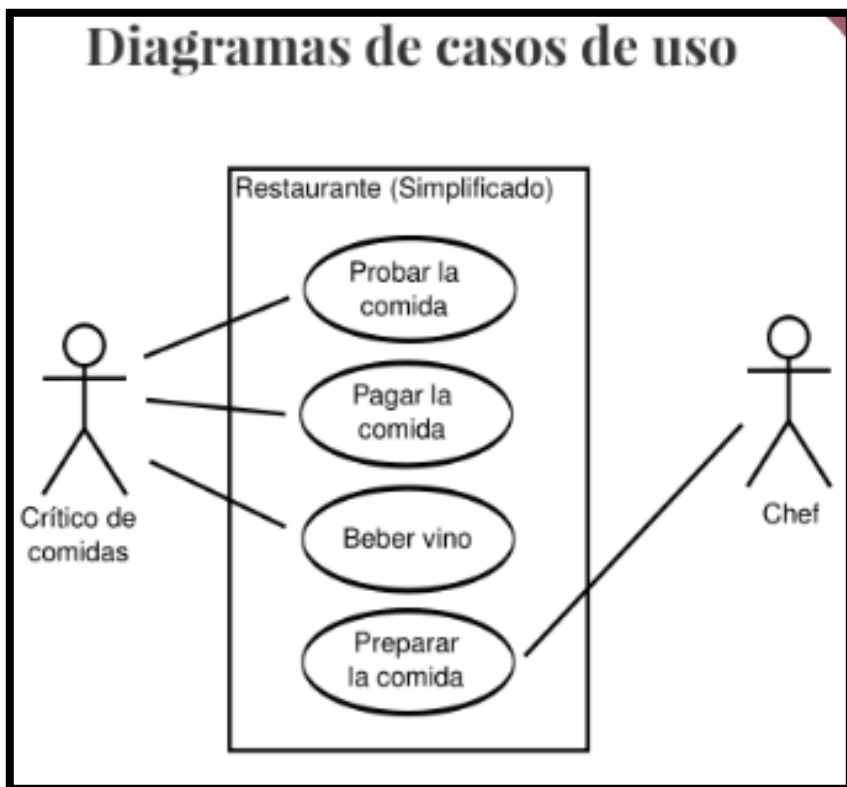 Diagramas de casos de uso
Restaurante (Simplificado)
Probar la
comida
Pagar la
comida
Beber vino
Preparar
la comida
Crítico de
comidas
Chef